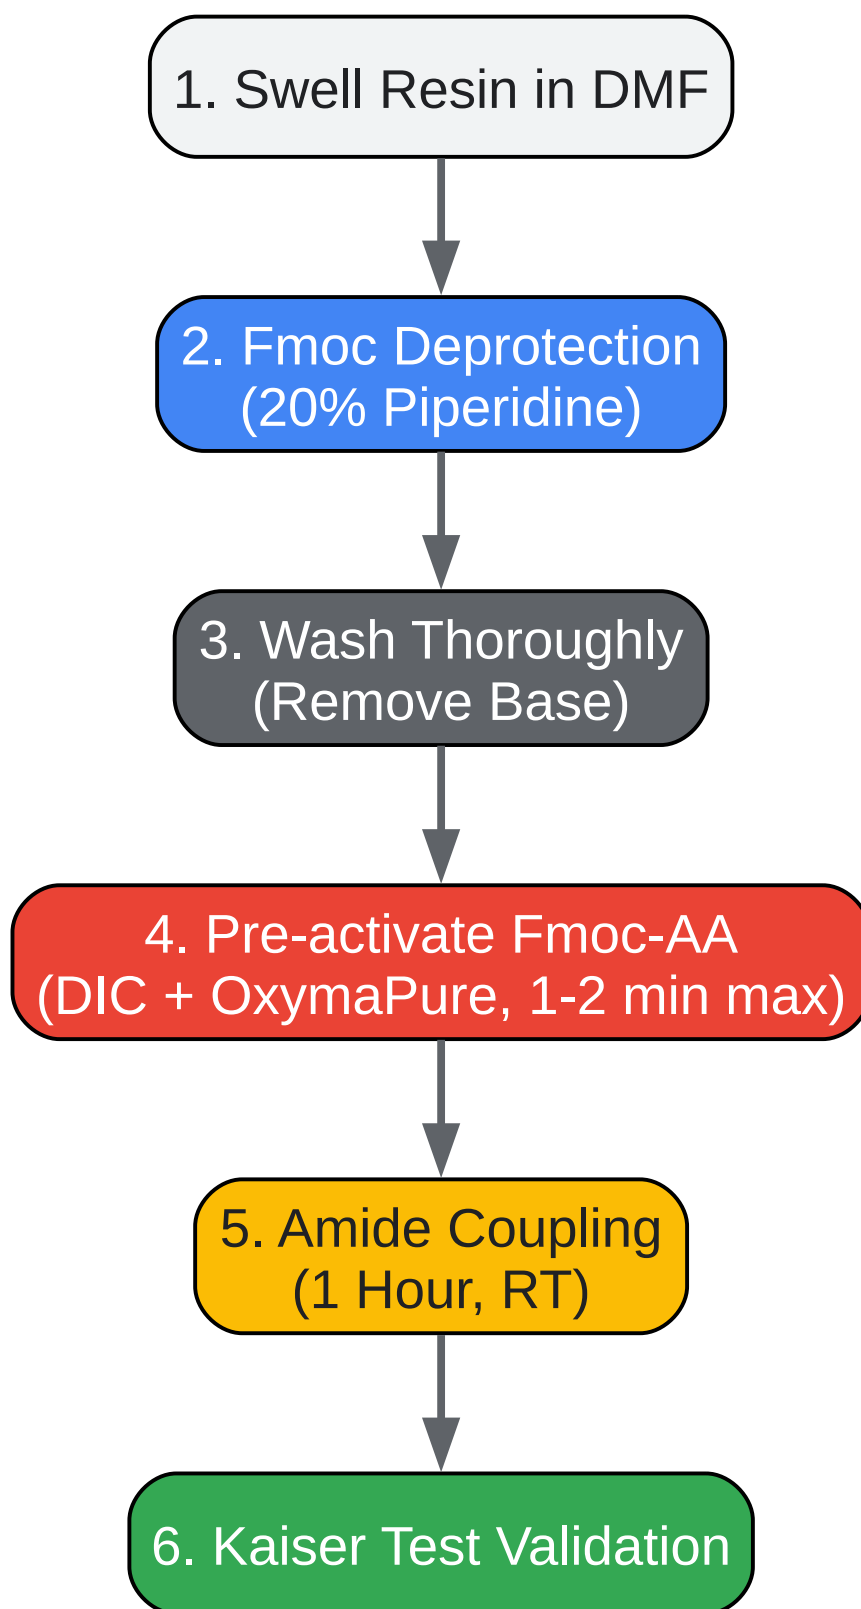 1. Swell Resin in DMF
2. Fmoc Deprotection
(20% Piperidine)
3. Wash Thoroughly
(Remove Base)
4. Pre-activate Fmoc-AA
(DIC + OxymaPure, 1-2 min max)
5. Amide Coupling
(1 Hour, RT)
6. Kaiser Test Validation